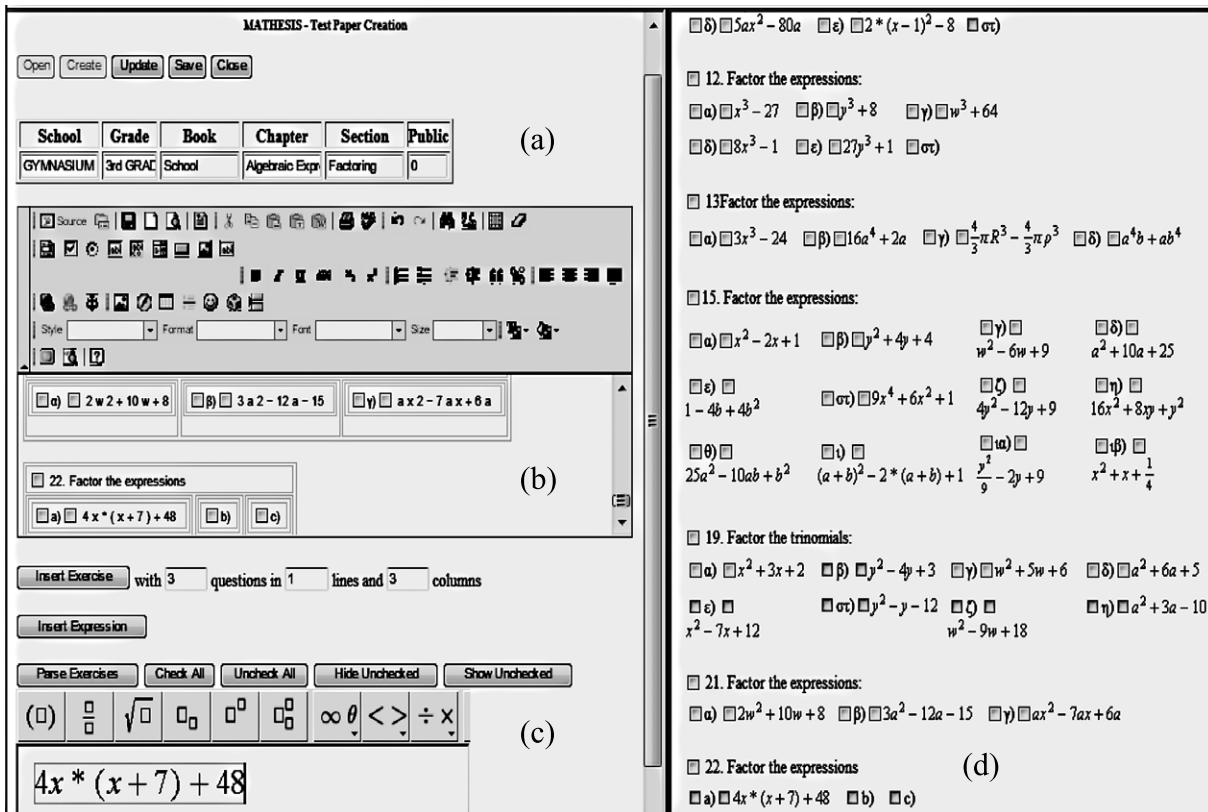 MATHESIS - Test Paper Creation
Open Create Update Save Close
School Grade Book Chapter Section Public
GYMNASIUM 3rd GRAD School Algebraic Expr Factoring 0
(a)
Source
Style Format Font Size
α) 2 w 2 + 10 w + 8 β) 3 a 2 − 12 a − 15 γ) a x 2 − 7 a x + 6 a
22. Factor the expressions
(b)
a) 4 x * ( x + 7 ) + 48 b) c)
Insert Exercise with 3 questions in 1 lines and 3 columns
Insert Expression
Parse Exercises Check All Uncheck All Hide Unchecked Show Unchecked
(□) □/□ √□ □□ □^□ ∞ θ < > ÷ ×
(c)
4x * (x + 7) + 48
δ) 5ax² − 80a ε) 2 * (x − 1)² − 8 στ)
12. Factor the expressions:
α) x³ − 27 β) y³ + 8 γ) w³ + 64
δ) 8x³ − 1 ε) 27y³ + 1 στ)
13Factor the expressions:
α) 3x³ − 24 β) 16a⁴ + 2a γ) 4/3 πR³ − 4/3 πρ³ δ) a⁴b + ab⁴
15. Factor the expressions:
α) x² − 2x + 1 β) y² + 4y + 4 γ) w² − 6w + 9 δ) a² + 10a + 25
ε) 1 − 4b + 4b² στ) 9x⁴ + 6x² + 1 ζ) 4y² − 12y + 9 η) 16x² + 8xy + y²
θ) 25a² − 10ab + b² ι) (a + b)² − 2 * (a + b) + 1 ια) y²/9 − 2y + 9 ιβ) x² + x + 1/4
19. Factor the trinomials:
α) x² + 3x + 2 β) y² − 4y + 3 γ) w² + 5w + 6 δ) a² + 6a + 5
ε) x² − 7x + 12 στ) y² − y − 12 ζ) w² − 9w + 18 η) a² + 3a − 10
21. Factor the expressions:
α) 2w² + 10w + 8 β) 3a² − 12a − 15 γ) ax² − 7ax + 6a
22. Factor the expressions
(d)
a) 4x * (x + 7) + 48 b) c)